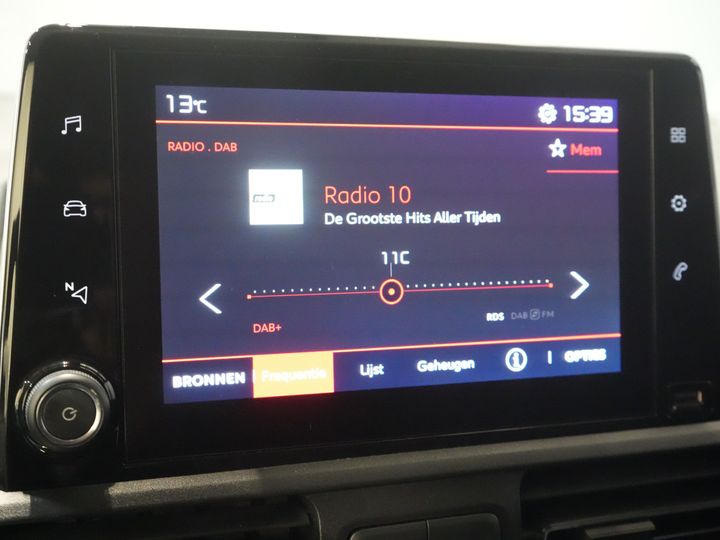 13°C
15:39
RADIO . DAB
Mem
radio
Radio 10
De Grootste Hits Aller Tijden
11C
N
DAB+
RDS DAB FM
BRONNEN Frequentie Lijst Geheugen OPTIES